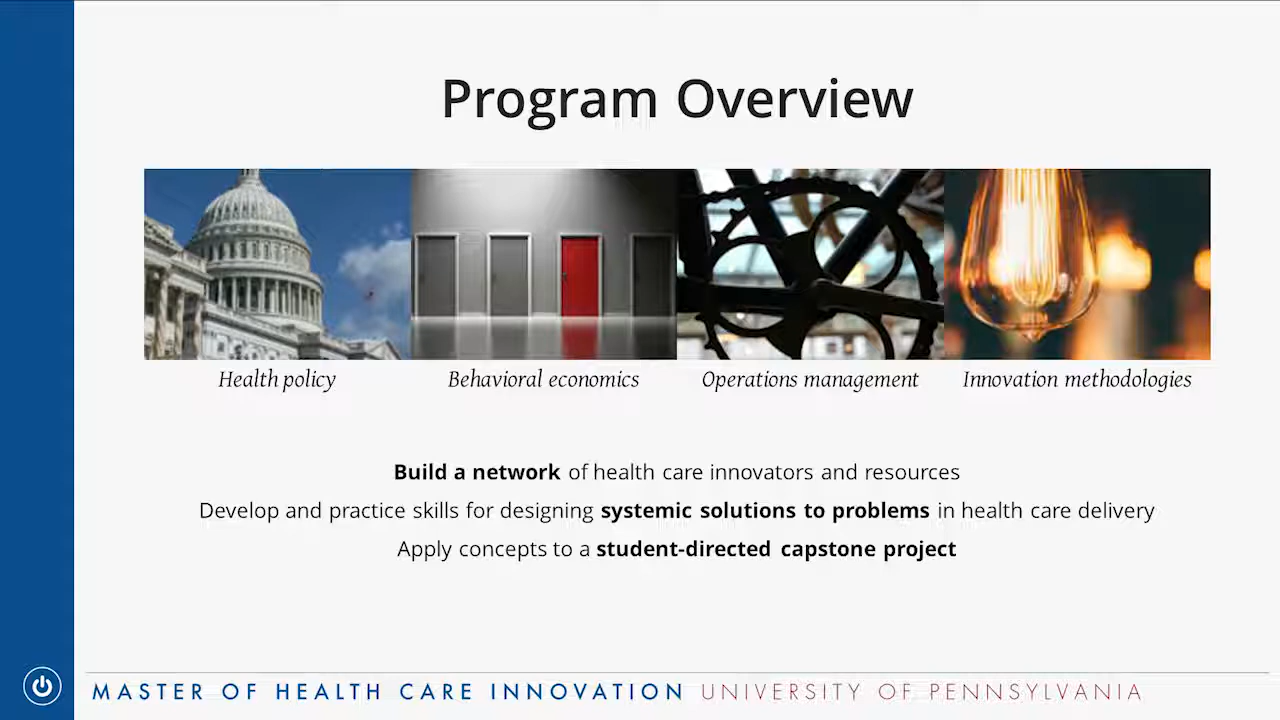 Program Overview
Health policy
Behavioral economics
Operations management
Innovation methodologies
Build a network of health care innovators and resources
Develop and practice skills for designing systemic solutions to problems in health care delivery
Apply concepts to a student-directed capstone project
MASTER OF HEALTH CARE INNOVATION UNIVERSITY OF PENNSYLVANIA